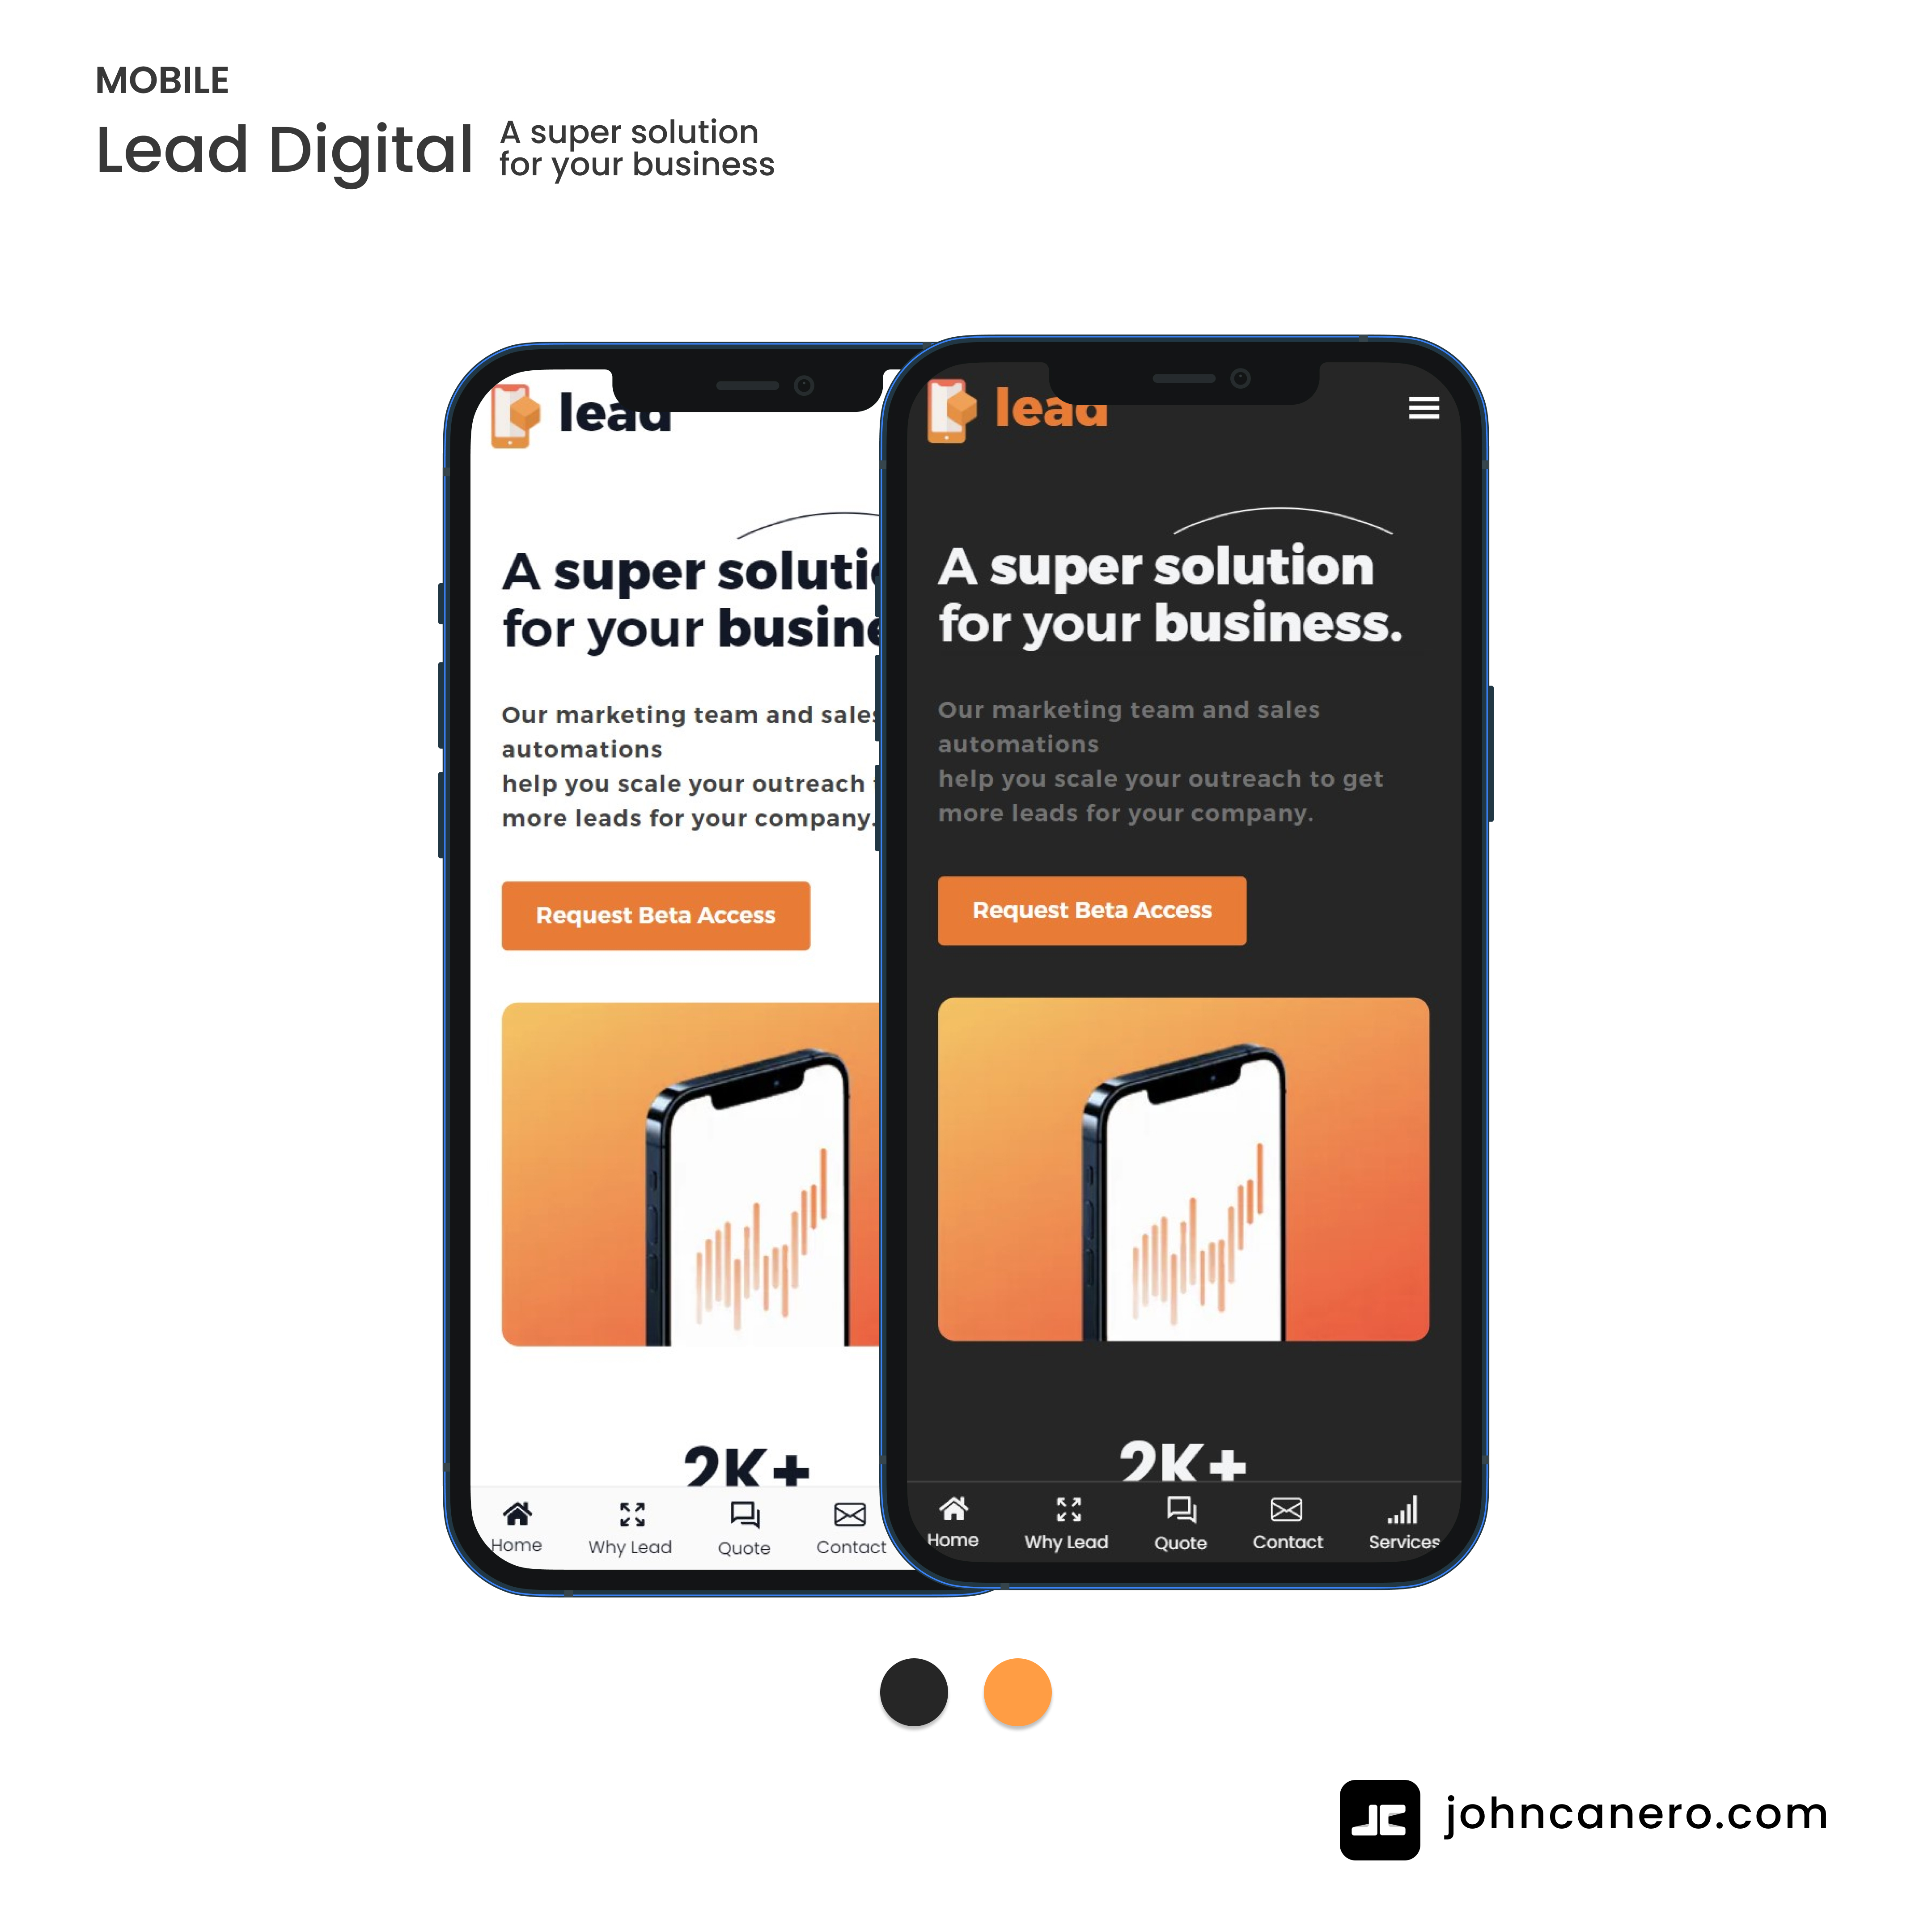 MOBILE
Lead Digital
A super solution
for your business
lead
A super soluti
for your busine
Our marketing team and sales
automations
help you scale your outreach
more leads for your company.
Request Beta Access
2K+
Home
Why Lead
Quote
Contact
lead
A super solution
for your business.
Our marketing team and sales
automations
help you scale your outreach to get
more leads for your company.
Request Beta Access
2K+
Home
Why Lead
Quote
Contact
Services
JC
johncanero.com